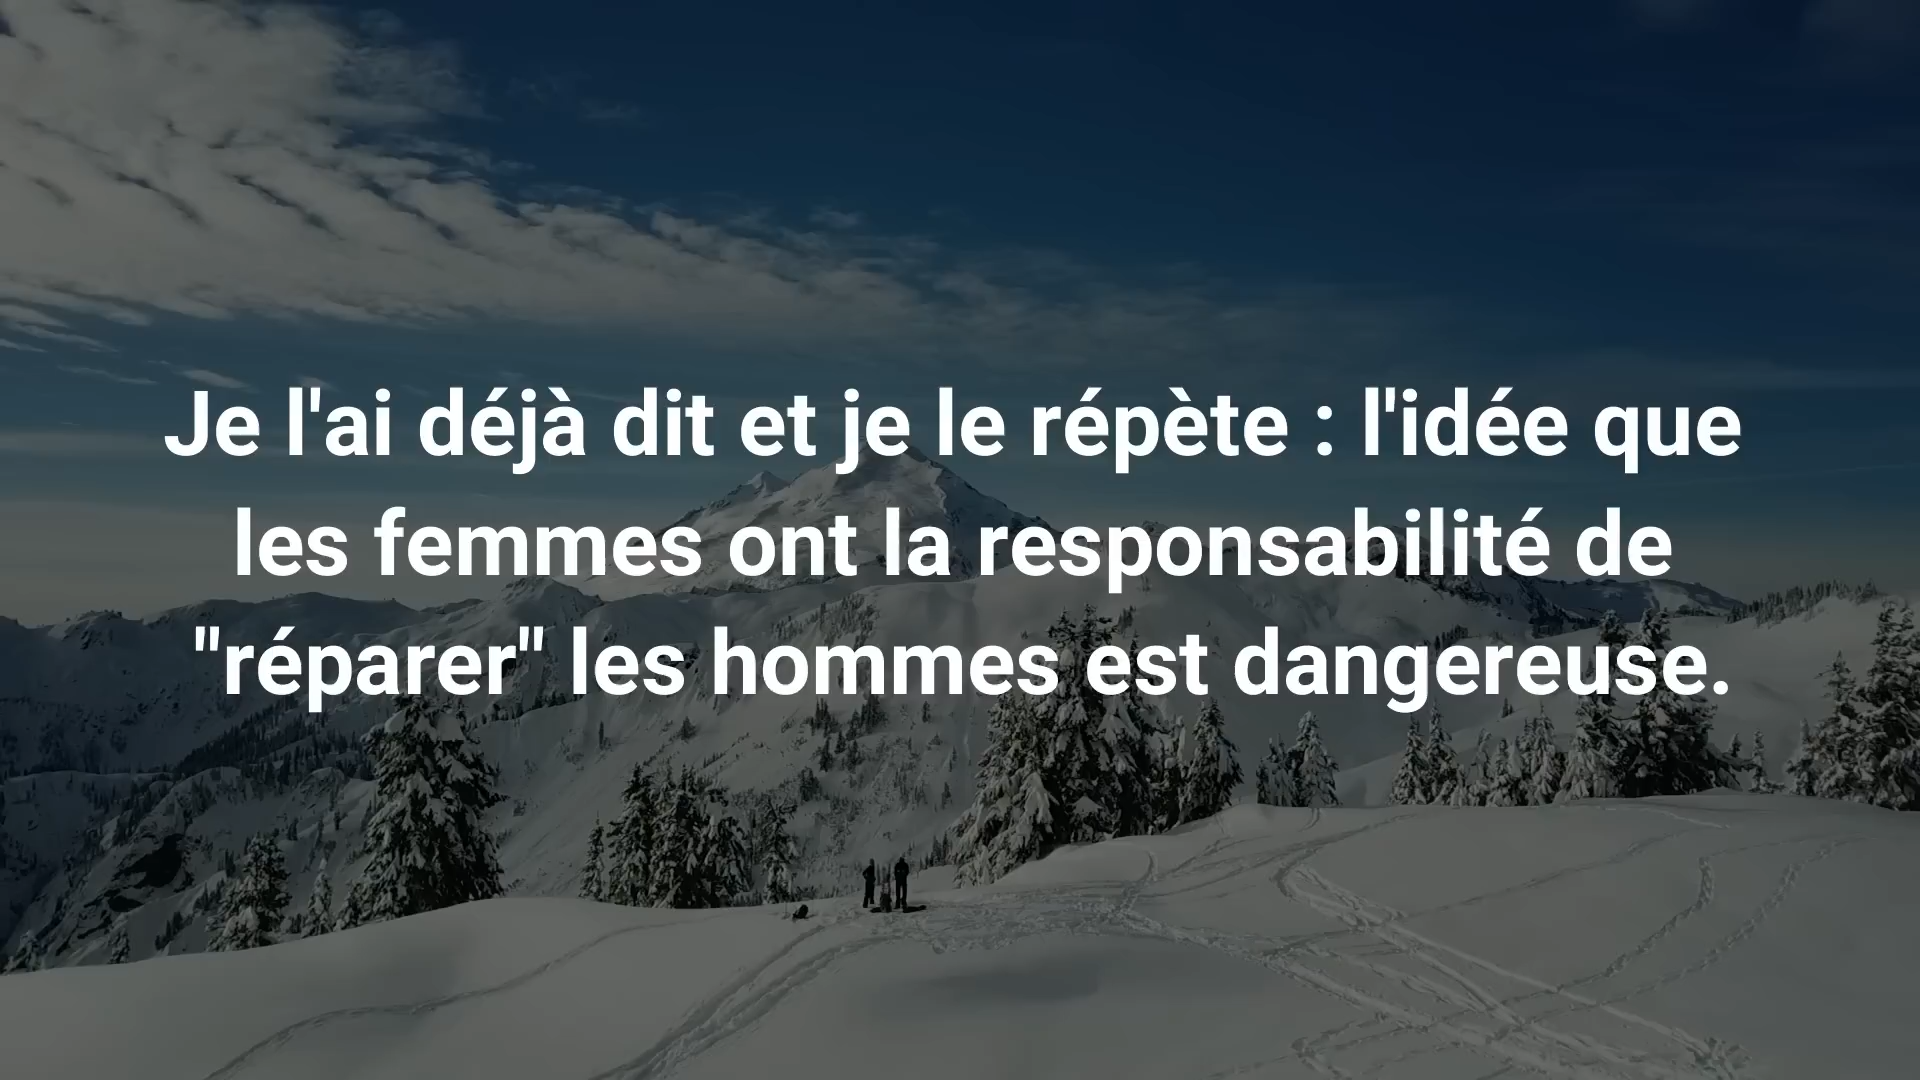 Je l'ai déjà dit et je le répète : l'idée que
les femmes ont la responsabilité de
"réparer" les hommes est dangereuse.